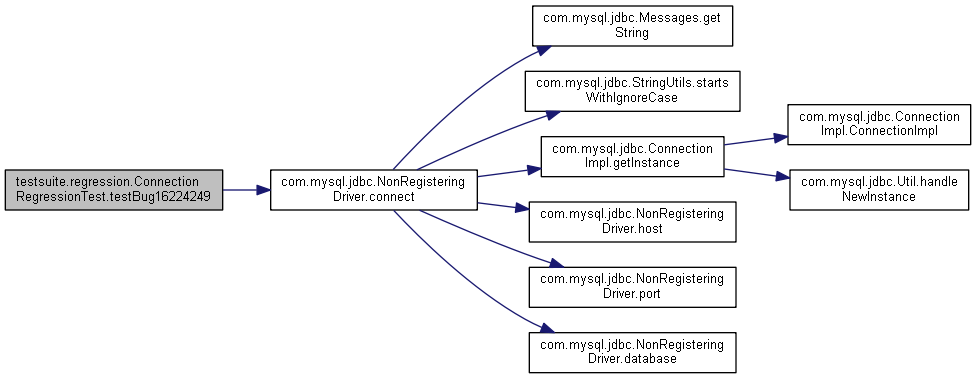 testsuite.regression.Connection
RegressionTest.testBug16224249
com.mysql.jdbc.NonRegistering
Driver.connect
com.mysql.jdbc.Messages.get
String
com.mysql.jdbc.StringUtils.starts
WithIgnoreCase
com.mysql.jdbc.Connection
Impl.getInstance
com.mysql.jdbc.Connection
Impl.ConnectionImpl
com.mysql.jdbc.Util.handle
NewInstance
com.mysql.jdbc.NonRegistering
Driver.host
com.mysql.jdbc.NonRegistering
Driver.port
com.mysql.jdbc.NonRegistering
Driver.database